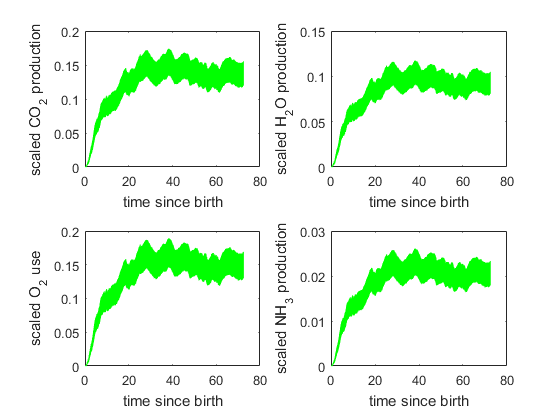 scaled CO2 production
0.2
0.15
0.1
0.05
0
0 20 40 60 80
time since birth
scaled H2O production
0.15
0.1
0.05
0
0 20 40 60 80
time since birth
scaled O2 use
0.2
0.15
0.1
0.05
0
0 20 40 60 80
time since birth
scaled NH3 production
0.03
0.02
0.01
0
0 20 40 60 80
time since birth